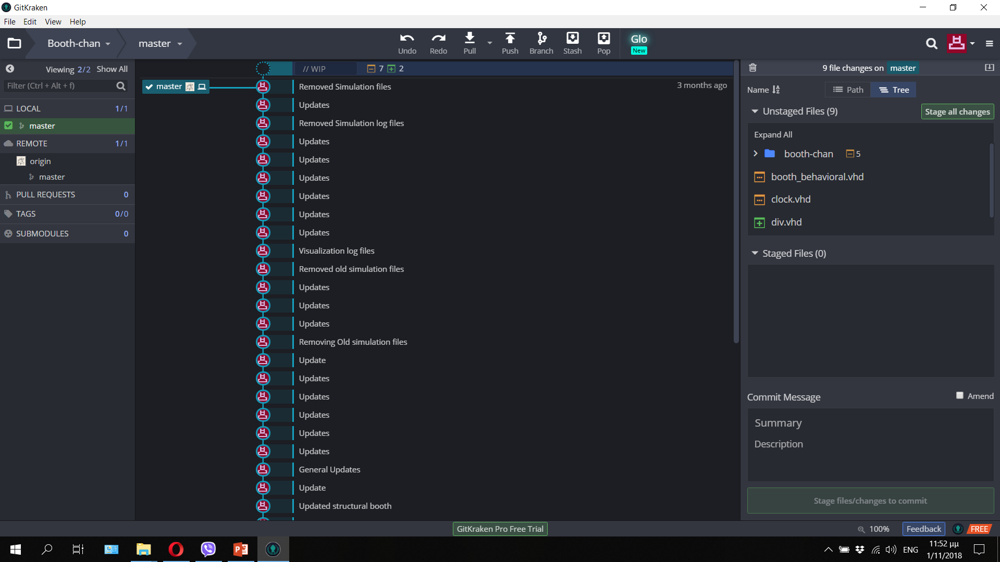 GitKraken
File Edit View Help
Booth-chan master
Undo Redo Pull Push Branch Stash Pop
Glo
New
Viewing 2/2 Show All
Filter (Ctrl + Alt + f)
LOCAL 1/1
master
REMOTE 1/1
origin
master
PULL REQUESTS 0
TAGS 0/0
SUBMODULES 0
// WIP 7 2
master
Removed Simulation files 3 months ago
Updates
Removed Simulation log files
Updates
Updates
Updates
Updates
Updates
Updates
Visualization log files
Removed old simulation files
Updates
Updates
Updates
Removing Old simulation files
Update
Updates
Updates
Updates
Updates
Updates
General Updates
Update
Updated structural booth
9 file changes on master
Name Path Tree
Unstaged Files (9) Stage all changes
Expand All
booth-chan 5
booth_behavioral.vhd
clock.vhd
div.vhd
Staged Files (0)
Commit Message Amend
Summary
Description
Stage files/changes to commit
GitKraken Pro Free Trial
100% Feedback FREE
ENG
11:52 μμ
1/11/2018